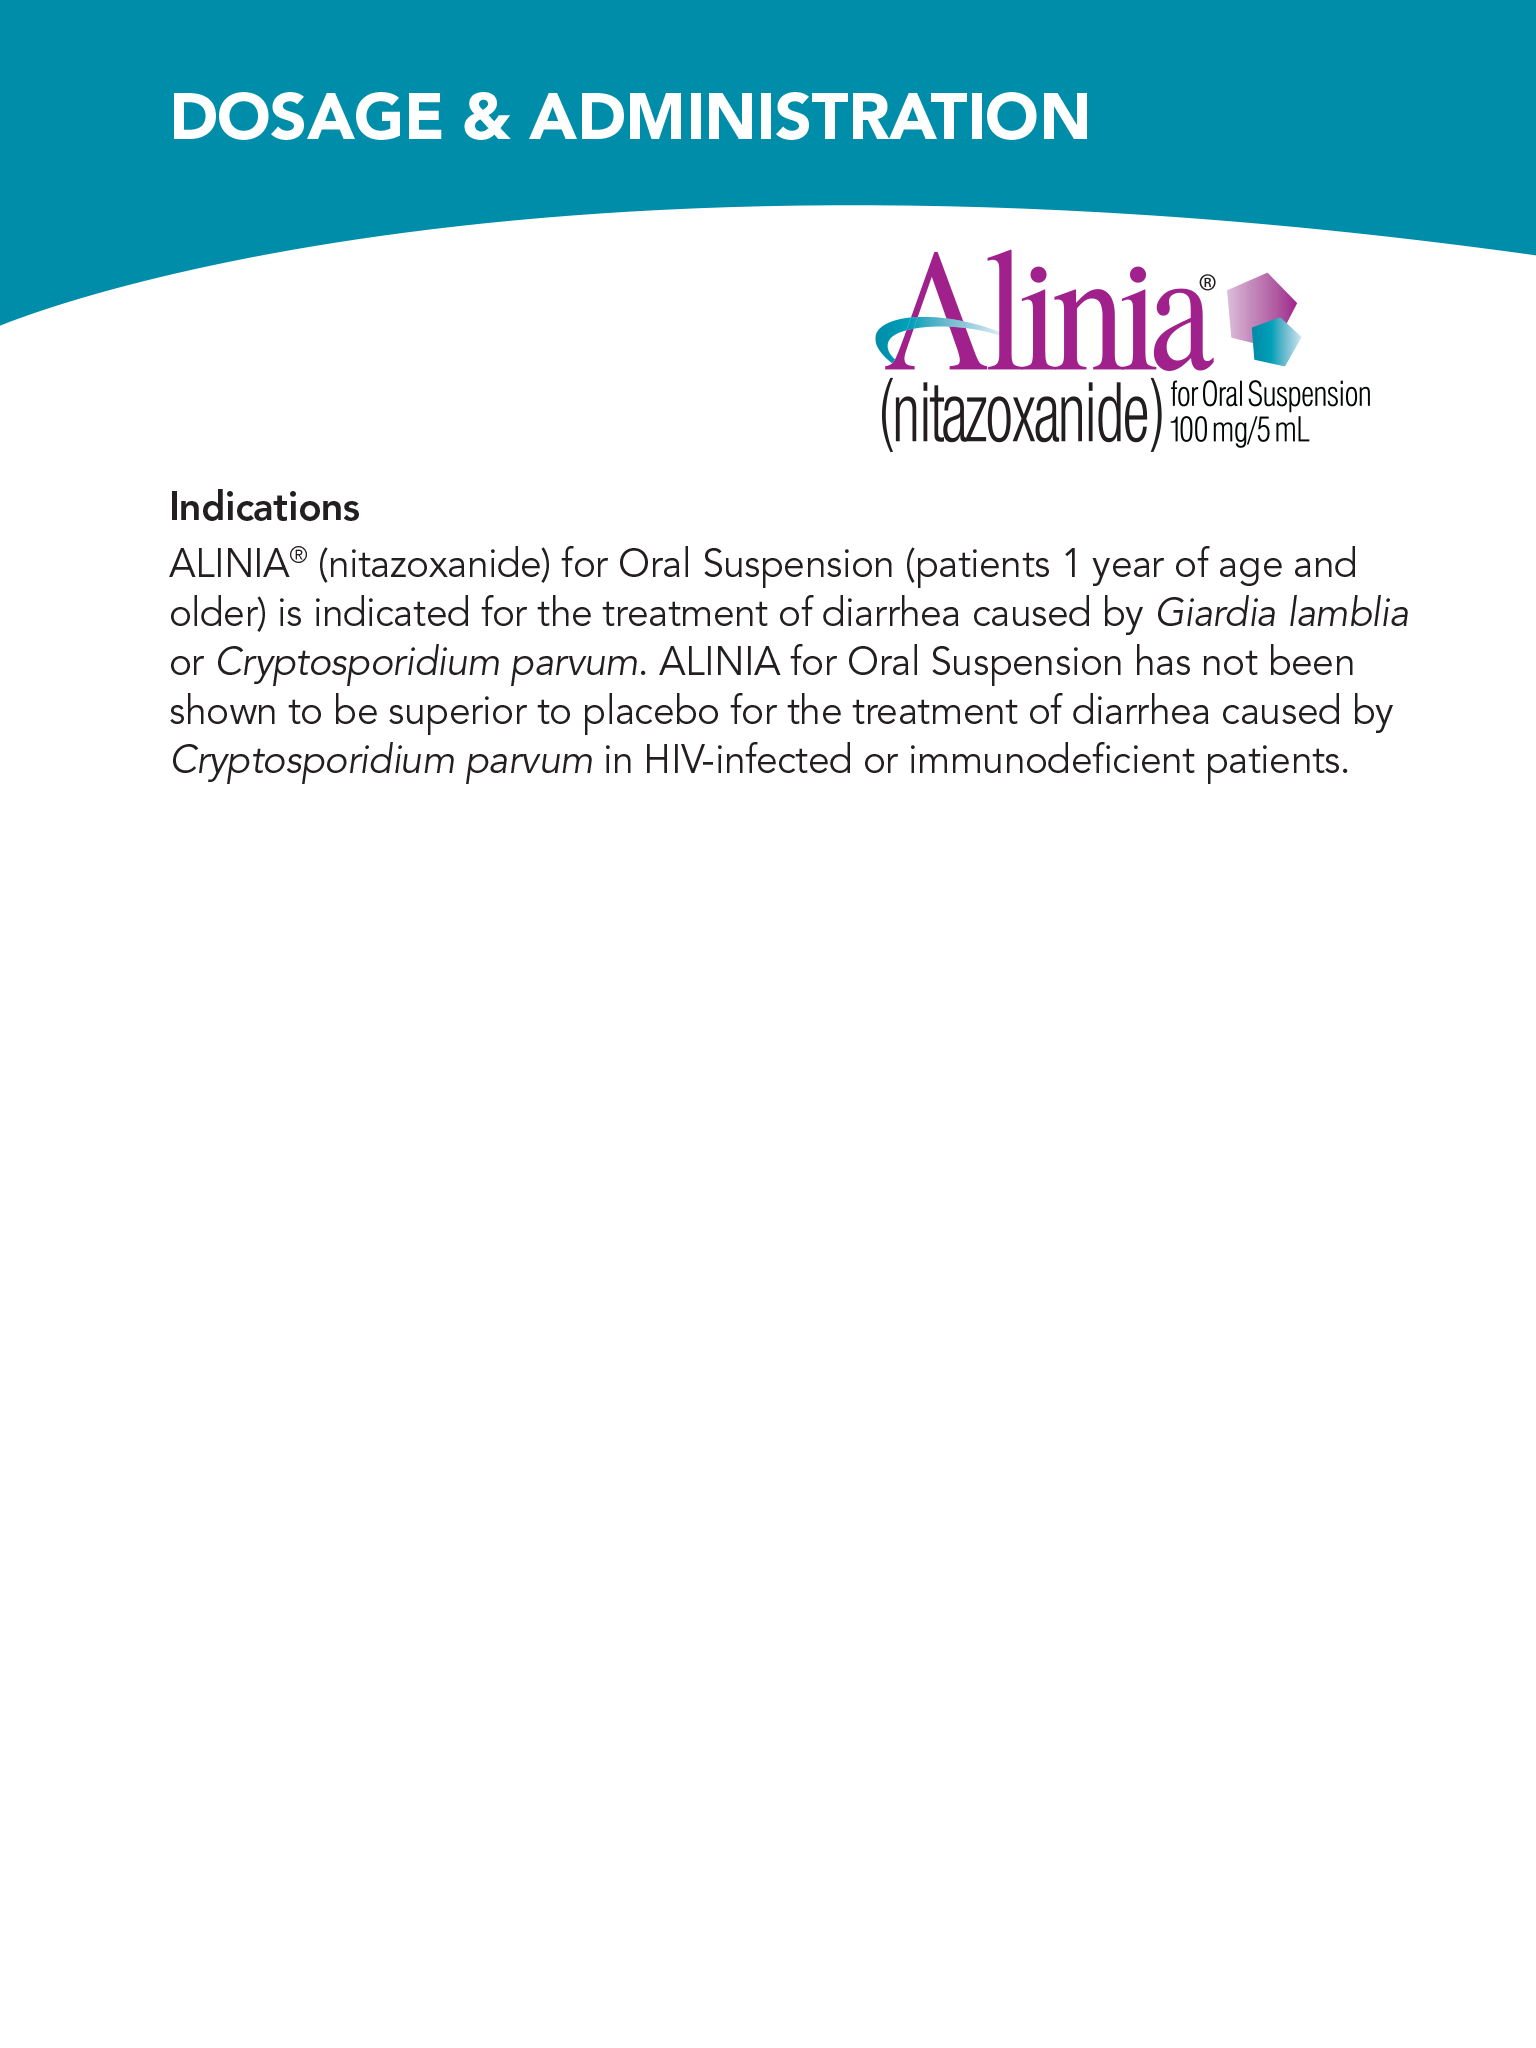 DOSAGE & ADMINISTRATION
Alinia®
(nitazoxanide) for Oral Suspension
100 mg/5 mL
Indications
ALINIA® (nitazoxanide) for Oral Suspension (patients 1 year of age and
older) is indicated for the treatment of diarrhea caused by Giardia lamblia
or Cryptosporidium parvum. ALINIA for Oral Suspension has not been
shown to be superior to placebo for the treatment of diarrhea caused by
Cryptosporidium parvum in HIV-infected or immunodeficient patients.